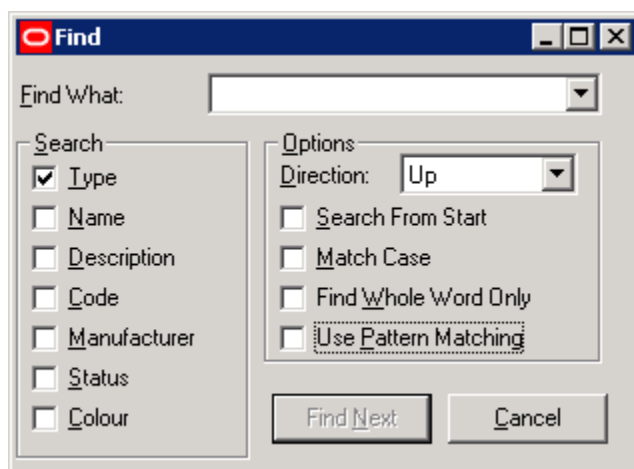 Find
Find What:
Search
Type
Name
Description
Code
Manufacturer
Status
Colour
Options
Direction: Up
Search From Start
Match Case
Find Whole Word Only
Use Pattern Matching
Find Next Cancel